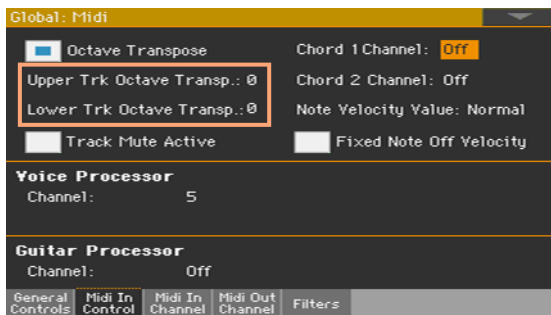 Global: Midi
Octave Transpose Chord 1 Channel: Off
Upper Trk Octave Transp.: 0 Chord 2 Channel: Off
Lower Trk Octave Transp.: 0 Note Velocity Value: Normal
Track Mute Active Fixed Note Off Velocity
Voice Processor
Channel: 5
Guitar Processor
Channel: Off
General Controls Midi In Control Midi In Channel Midi Out Channel Filters